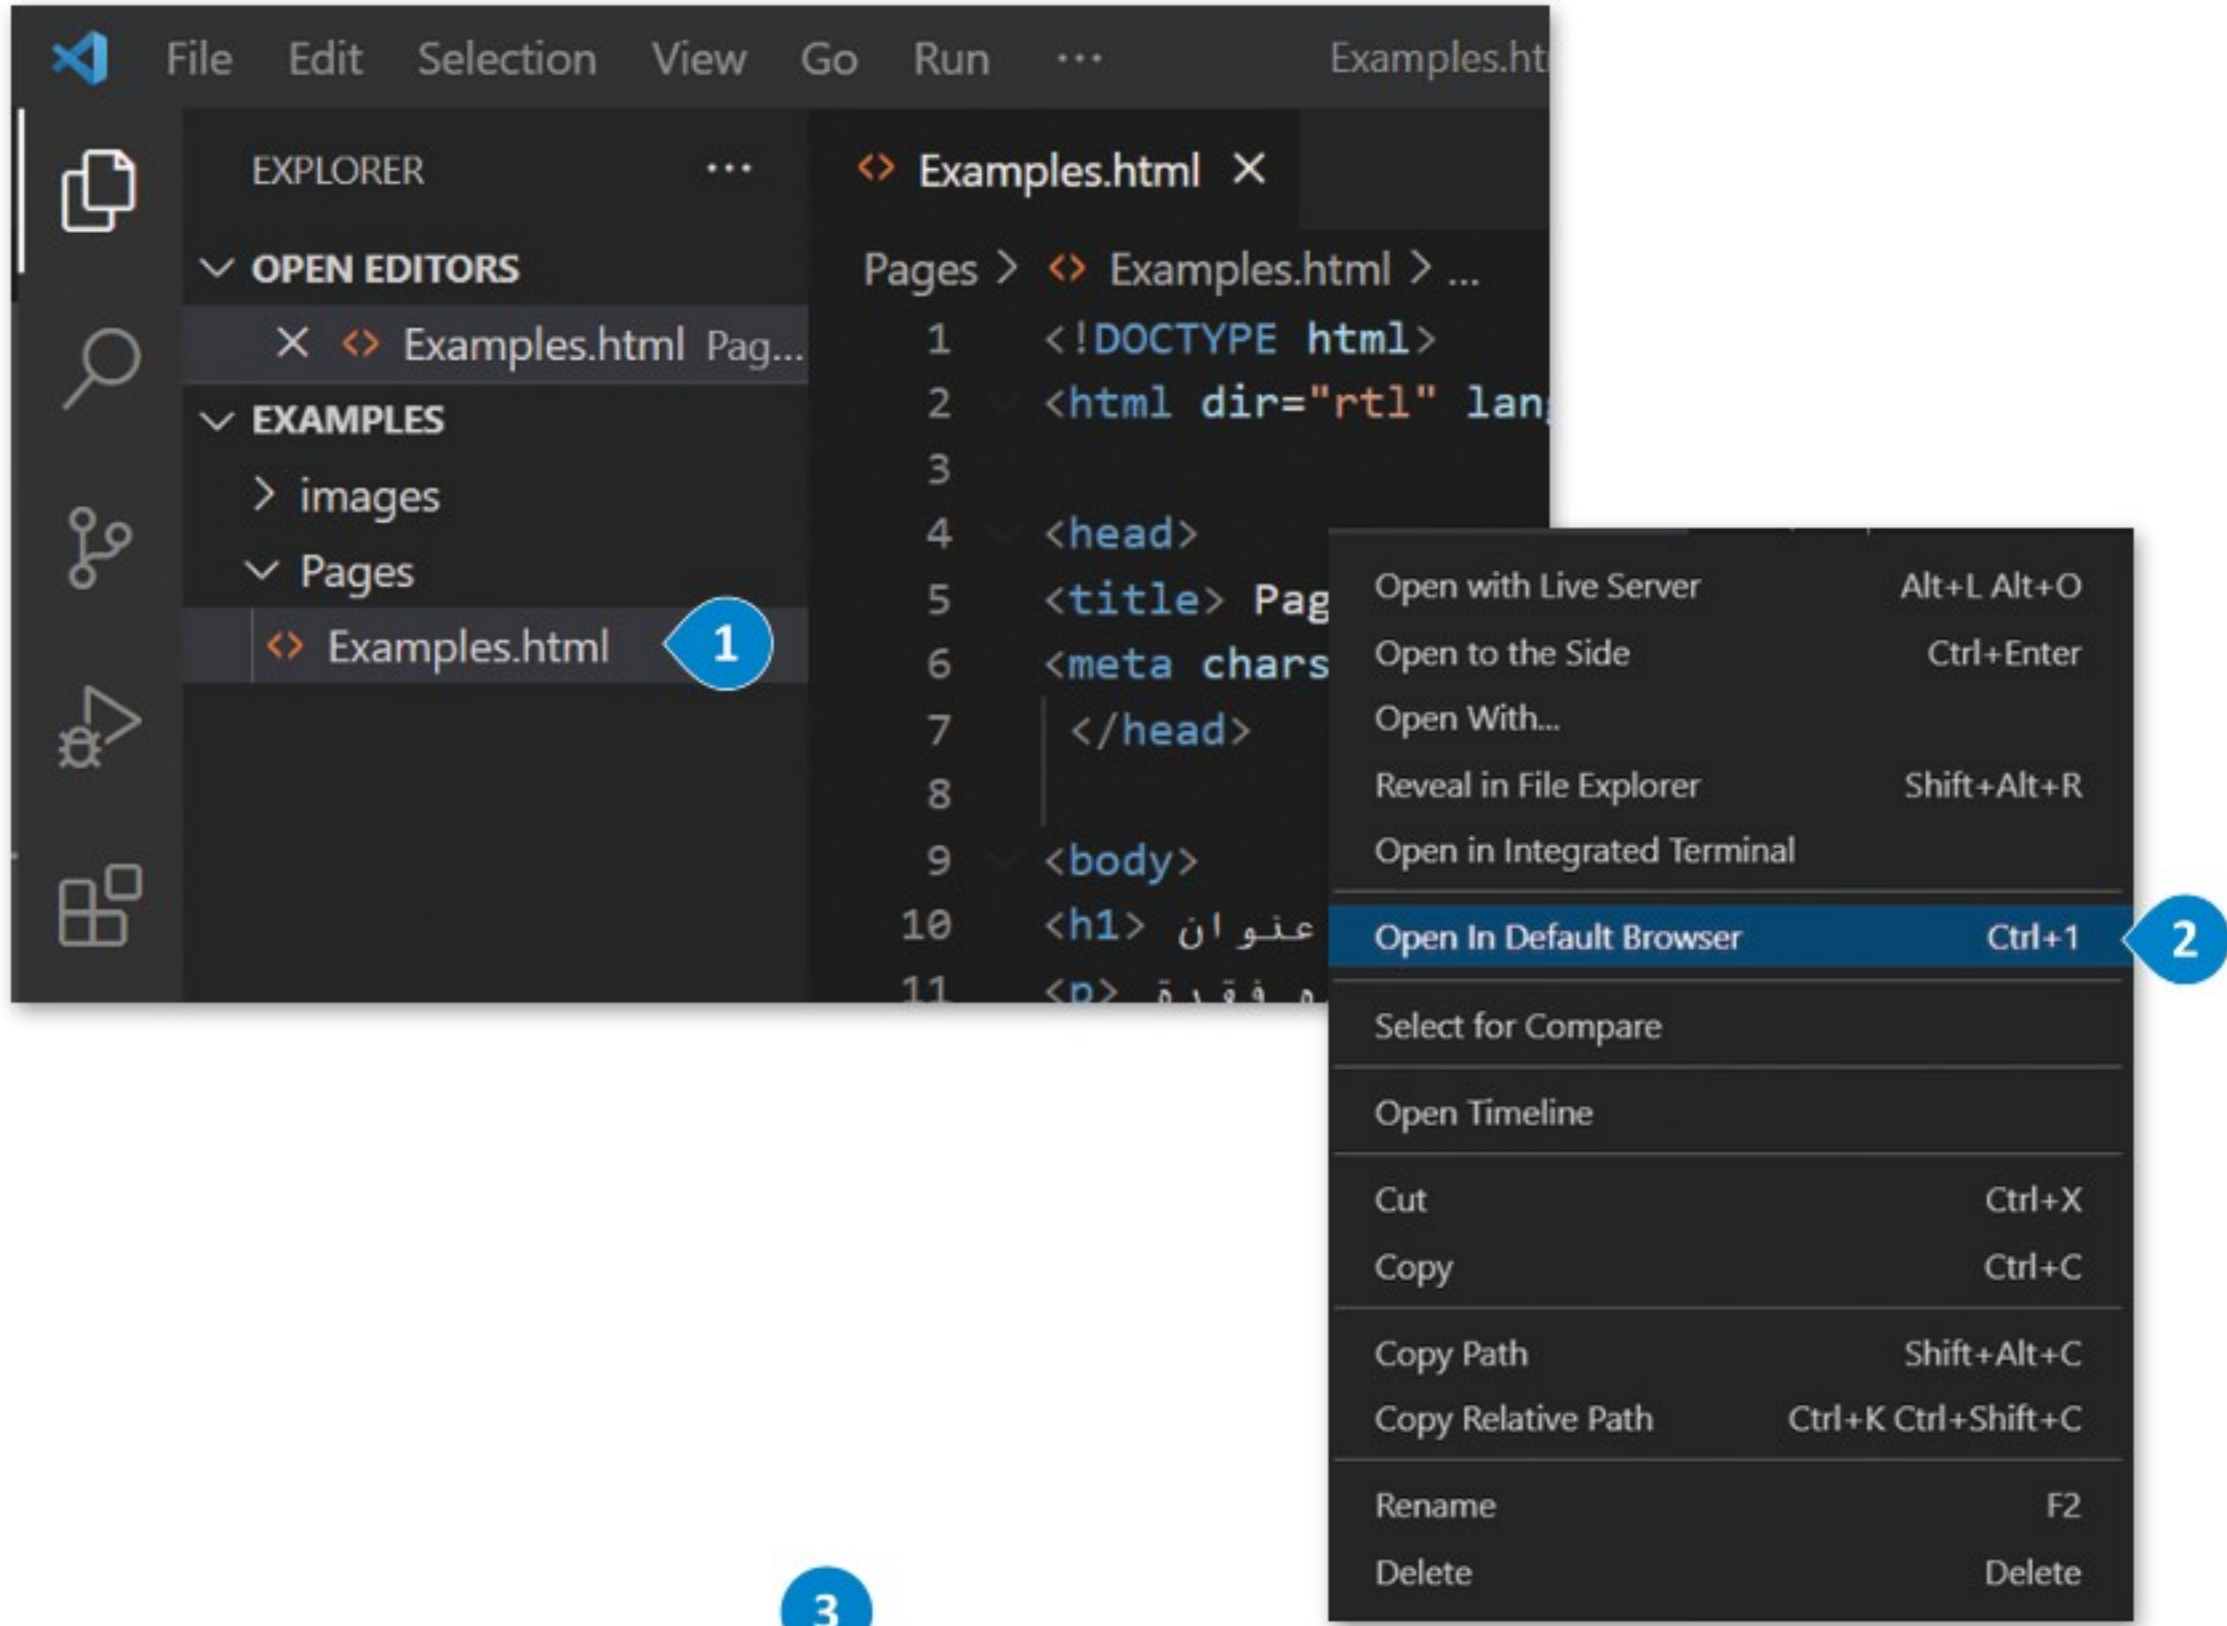 File Edit Selection View Go Run ··· Examples.ht
EXPLORER ···
OPEN EDITORS
Examples.html Pag...
EXAMPLES
images
Pages
Examples.html 1
Examples.html
Pages > Examples.html > ...
1 <!DOCTYPE html>
2 <html dir="rtl" lan
3
4 <head>
5 <title> Pag
6 <meta chars
7 </head>
8
9 <body>
10 <h1> عنوان
11 <p>
Open with Live Server Alt+L Alt+O
Open to the Side Ctrl+Enter
Open With...
Reveal in File Explorer Shift+Alt+R
Open in Integrated Terminal
Open In Default Browser Ctrl+1 2
Select for Compare
Open Timeline
Cut Ctrl+X
Copy Ctrl+C
Copy Path Shift+Alt+C
Copy Relative Path Ctrl+K Ctrl+Shift+C
Rename F2
Delete Delete
3